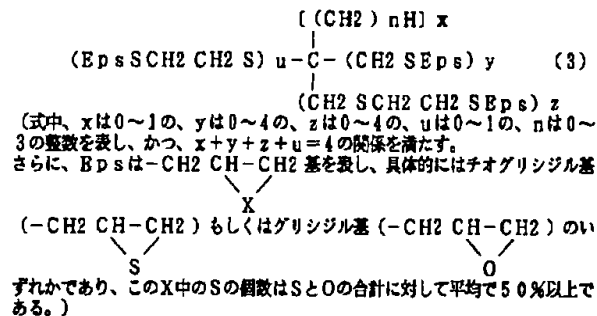 [(CH2)nH]x
|
(EpsSCH2CH2S)u-C-(CH2SEps)y (3)
|
(CH2SCH2CH2SEps)z
(式中、xは0~1の、yは0~4の、zは0~4の、uは0~1の、nは0~
3の整数を表し、かつ、x+y+z+u=4の関係を満たす。
さらに、Epsは-CH2CH-CH2基を表し、具体的にはチオグリシジル基
\ /
X
(-CH2CH-CH2)もしくはグリシジル基(-CH2CH-CH2)のい
\ / \ /
S O
ずれかであり、このX中のSの個数はSとOの合計に対して平均で50%以上で
ある。)